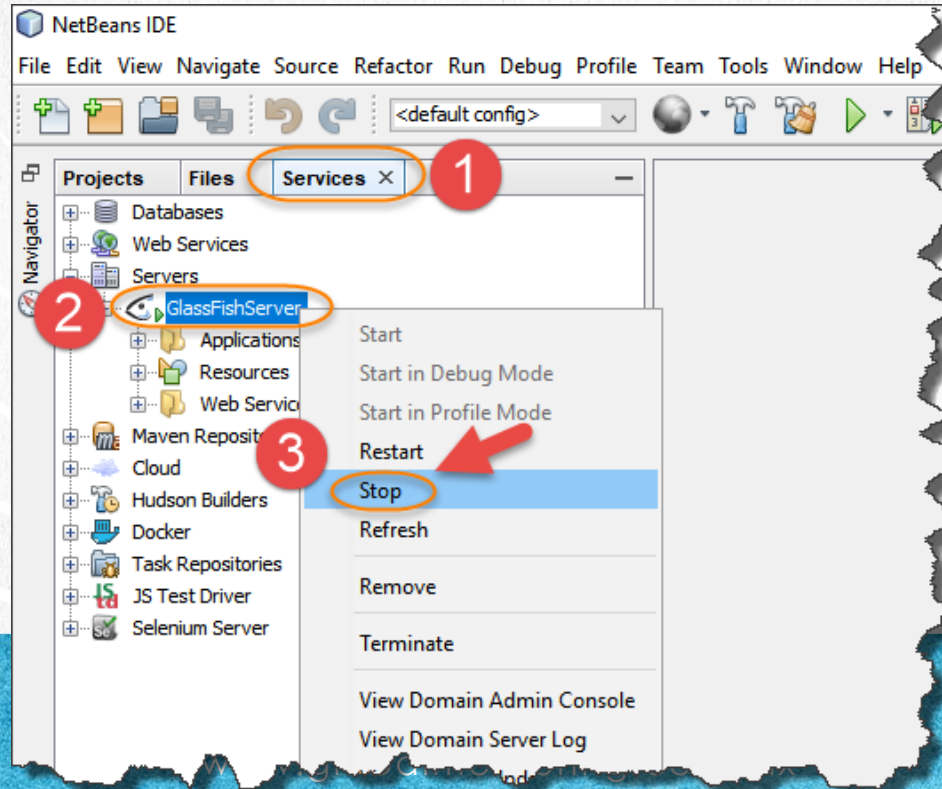 NetBeans IDE
File Edit View Navigate Source Refactor Run Debug Profile Team Tools Window Help
<default config>
Projects Files Services × 1
Navigator
Databases
Web Services
Servers
2 GlassFishServer
Applications
Resources
Web Servic
Maven Reposit
Cloud
Hudson Builders
Docker
Task Repositories
JS Test Driver
Selenium Server
Start
Start in Debug Mode
Start in Profile Mode
Restart
3 Stop
Refresh
Remove
Terminate
View Domain Admin Console
View Domain Server Log